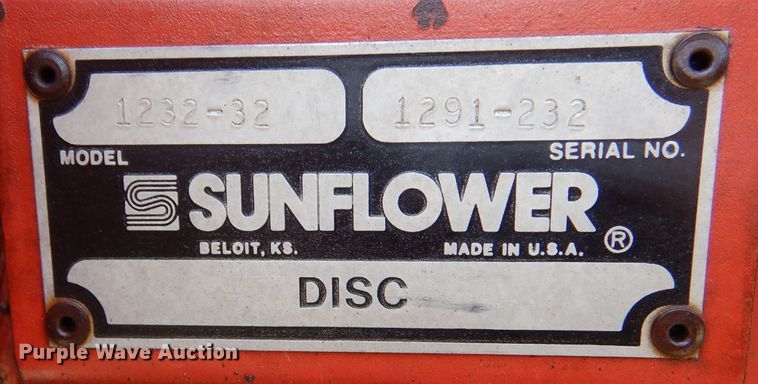 1232-32 1291-232
MODEL SERIAL NO.
S SUNFLOWER ®
BELOIT, KS. MADE IN U.S.A.
DISC
Purple Wave Auction